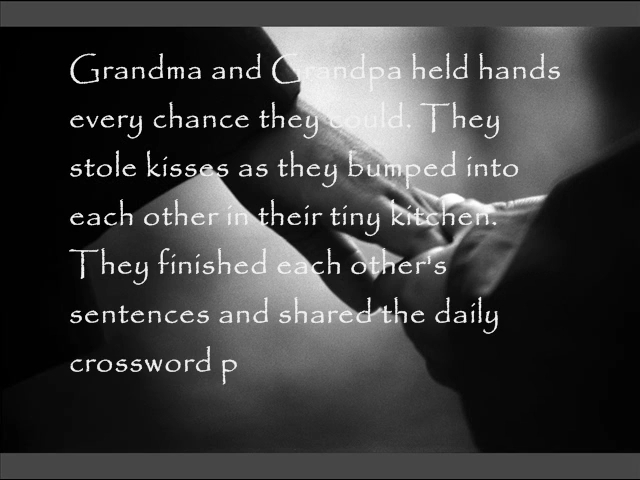 Grandma and Grandpa held hands
every chance they could. They
stole kisses as they bumped into
each other in their tiny kitchen.
They finished each other's
sentences and shared the daily
crossword p